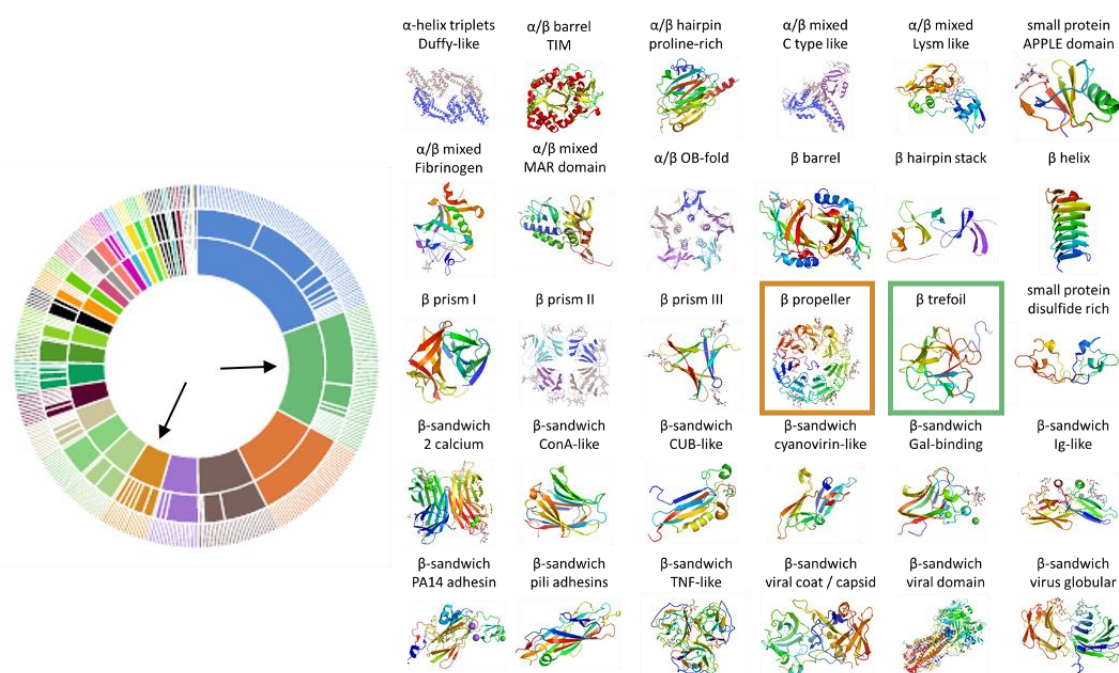 α-helix triplets
Duffy-like
α/β barrel
TIM
α/β hairpin
proline-rich
α/β mixed
C type like
α/β mixed
Lysm like
small protein
APPLE domain
α/β mixed
Fibrinogen
α/β mixed
MAR domain
α/β OB-fold
β barrel
β hairpin stack
β helix
β prism I
β prism II
β prism III
β propeller
β trefoil
small protein
disulfide rich
β-sandwich
2 calcium
β-sandwich
ConA-like
β-sandwich
CUB-like
β-sandwich
cyanovirin-like
β-sandwich
Gal-binding
β-sandwich
Ig-like
β-sandwich
PA14 adhesin
β-sandwich
pili adhesins
β-sandwich
TNF-like
β-sandwich
viral coat / capsid
β-sandwich
viral domain
β-sandwich
virus globular